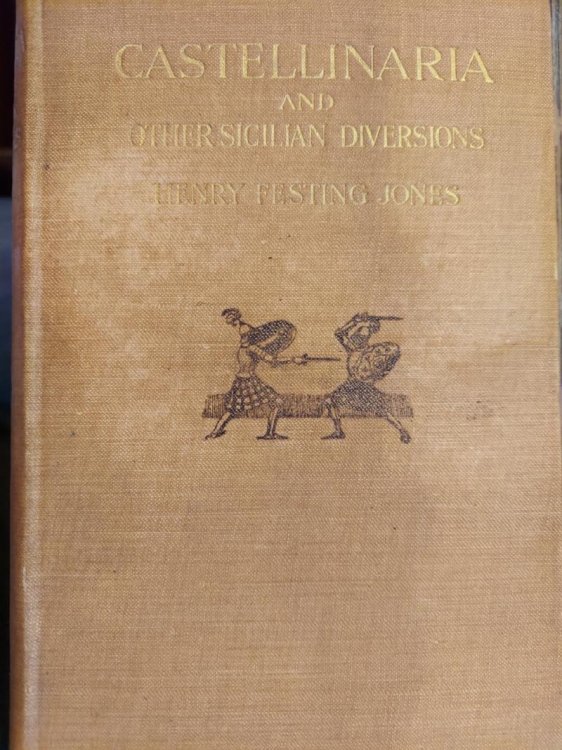 CASTELLINARIA
AND
OTHER SICILIAN DIVERSIONS
HENRY FESTING JONES